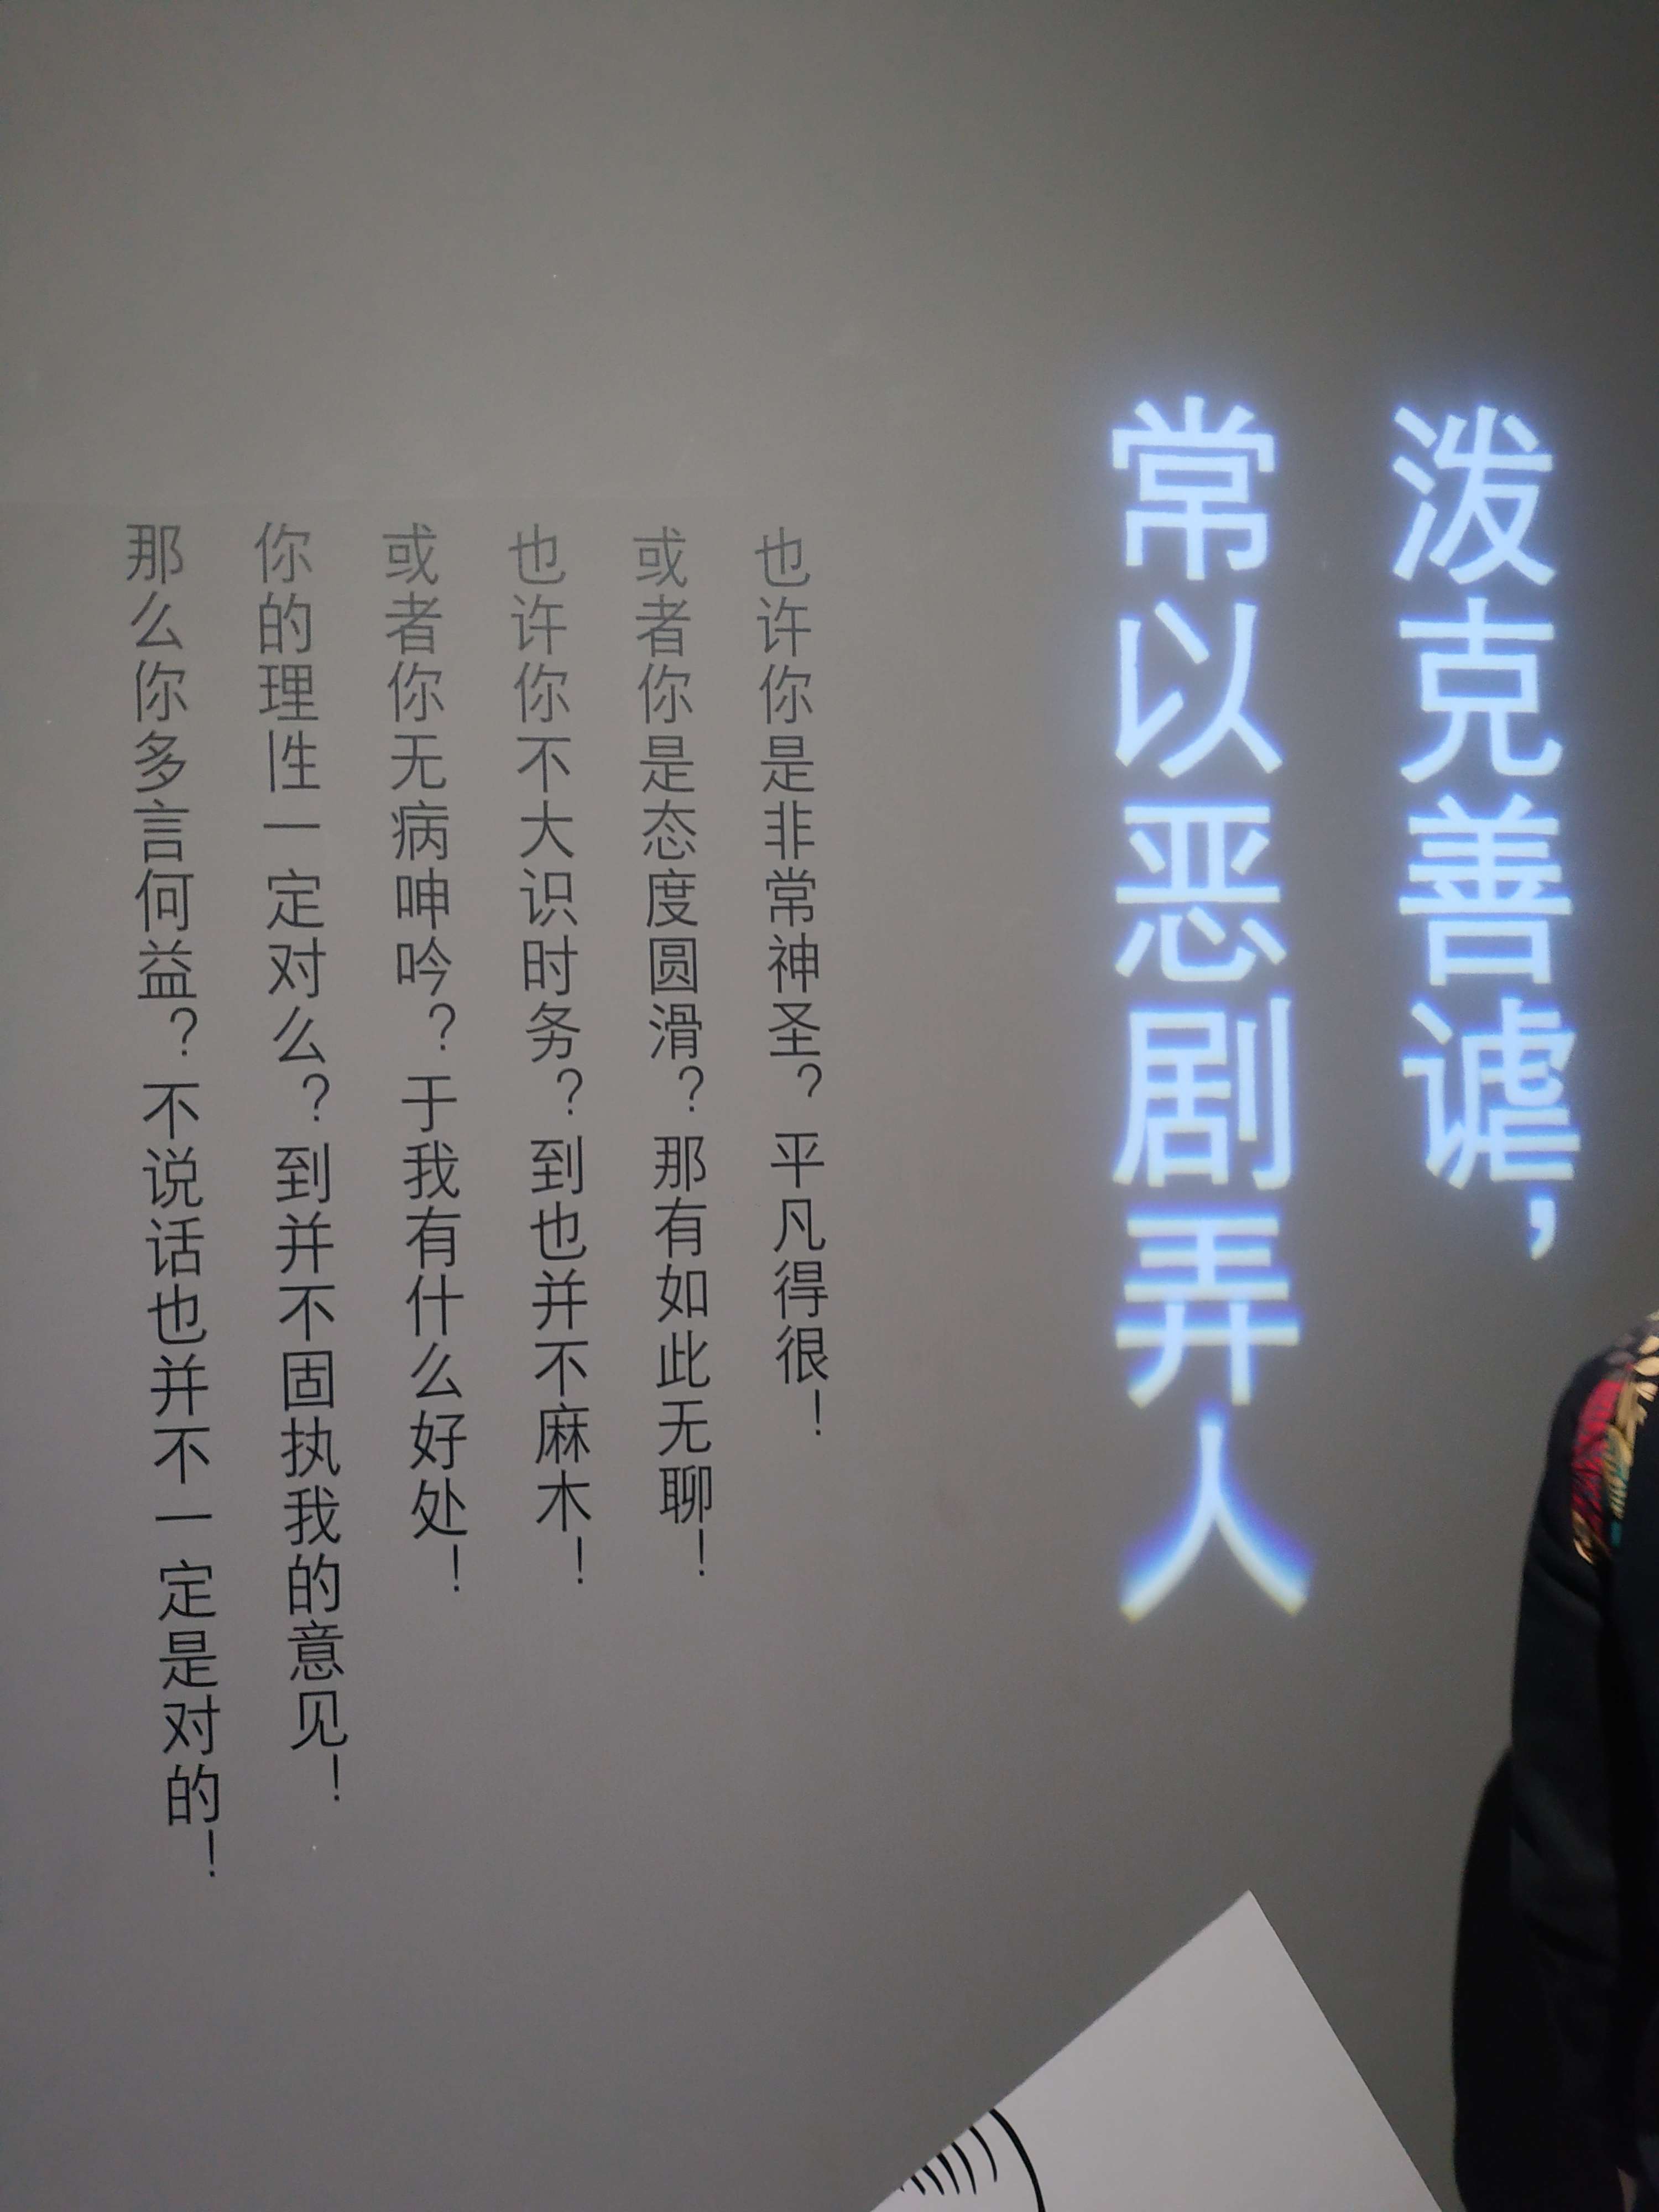 泼克善谑，
常以恶剧弄人
也许你是非常神圣？平凡得很！
或者你是态度圆滑？那有如此无聊！
也许你不大识时务？到也并不麻木！
或者你无病呻吟？于我有什么好处！
你的理性一定对么？到并不固执我的意见！
那么你多言何益？不说话也并不一定是对的！